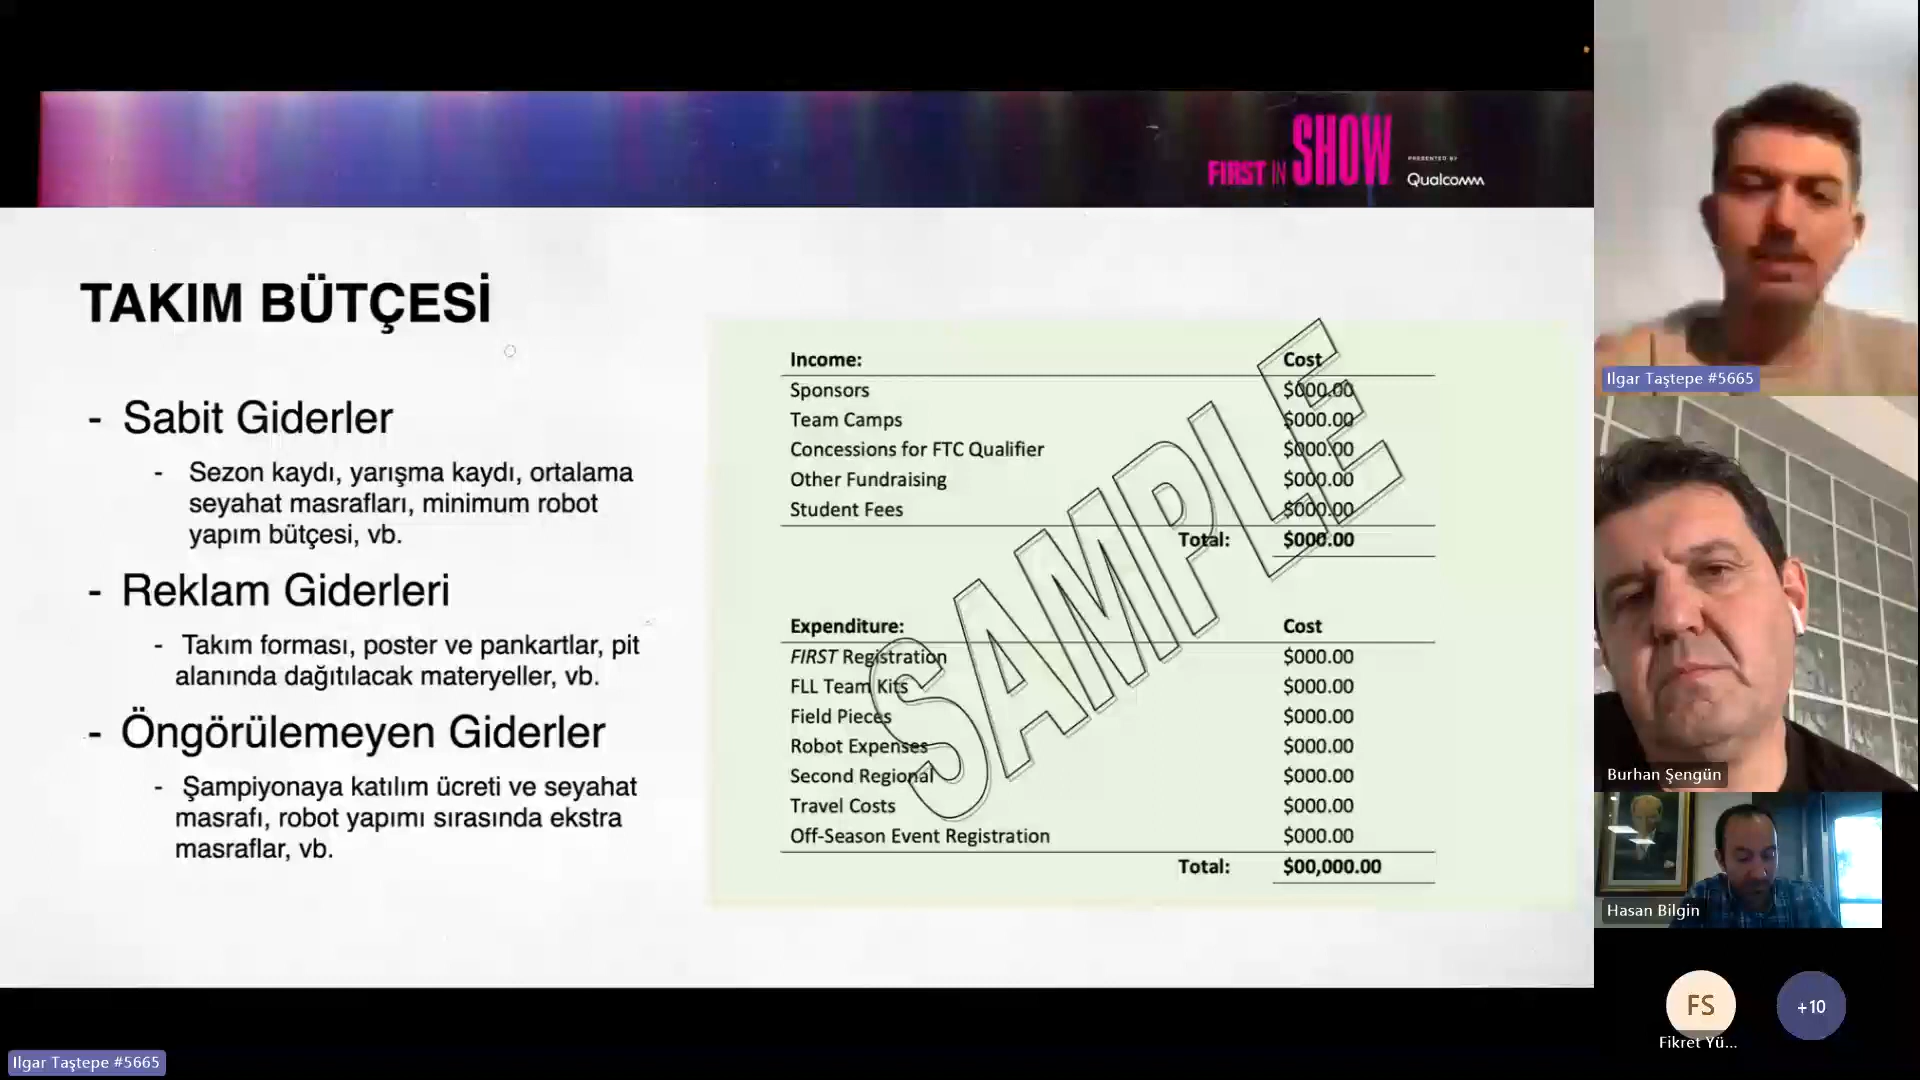 FIRST IN SHOW
PRESENTED BY
Qualcomm
TAKIM BÜTÇESİ
- Sabit Giderler
- Sezon kaydı, yarışma kaydı, ortalama
seyahat masrafları, minimum robot
yapım bütçesi, vb.
- Reklam Giderleri
- Takım forması, poster ve pankartlar, pit
alanında dağıtılacak materyeller, vb.
- Öngörülemeyen Giderler
- Şampiyonaya katılım ücreti ve seyahat
masrafı, robot yapımı sırasında ekstra
masraflar, vb.
Income: Cost
Sponsors $000.00
Team Camps $000.00
Concessions for FTC Qualifier $000.00
Other Fundraising $000.00
Student Fees $000.00
Total: $000.00
Expenditure: Cost
FIRST Registration $000.00
FLL Team Kits $000.00
Field Pieces $000.00
Robot Expenses $000.00
Second Regional $000.00
Travel Costs $000.00
Off-Season Event Registration $000.00
Total: $00,000.00
SAMPLE
Ilgar Taştepe #5665
Burhan Şengün
Hasan Bilgin
FS
Fikret Yü...
+10
Ilgar Taştepe #5665